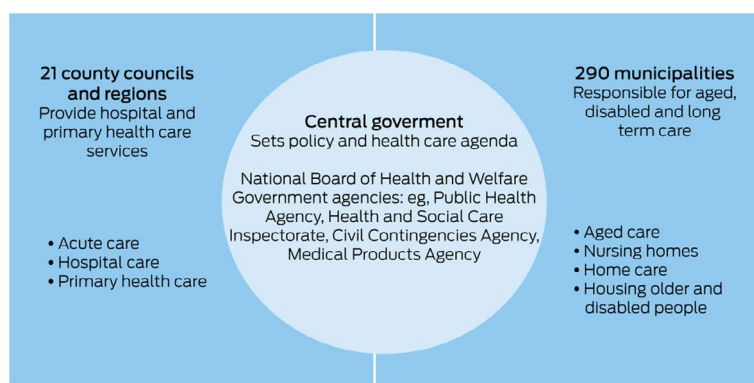 21 county councils
and regions
Provide hospital and
primary health care
services
• Acute care
• Hospital care
• Primary health care
Central goverment
Sets policy and health care agenda
National Board of Health and Welfare
Government agencies: eg, Public Health
Agency, Health and Social Care
Inspectorate, Civil Contingencies Agency,
Medical Products Agency
290 municipalities
Responsible for aged,
disabled and long
term care
• Aged care
• Nursing homes
• Home care
• Housing older and
disabled people